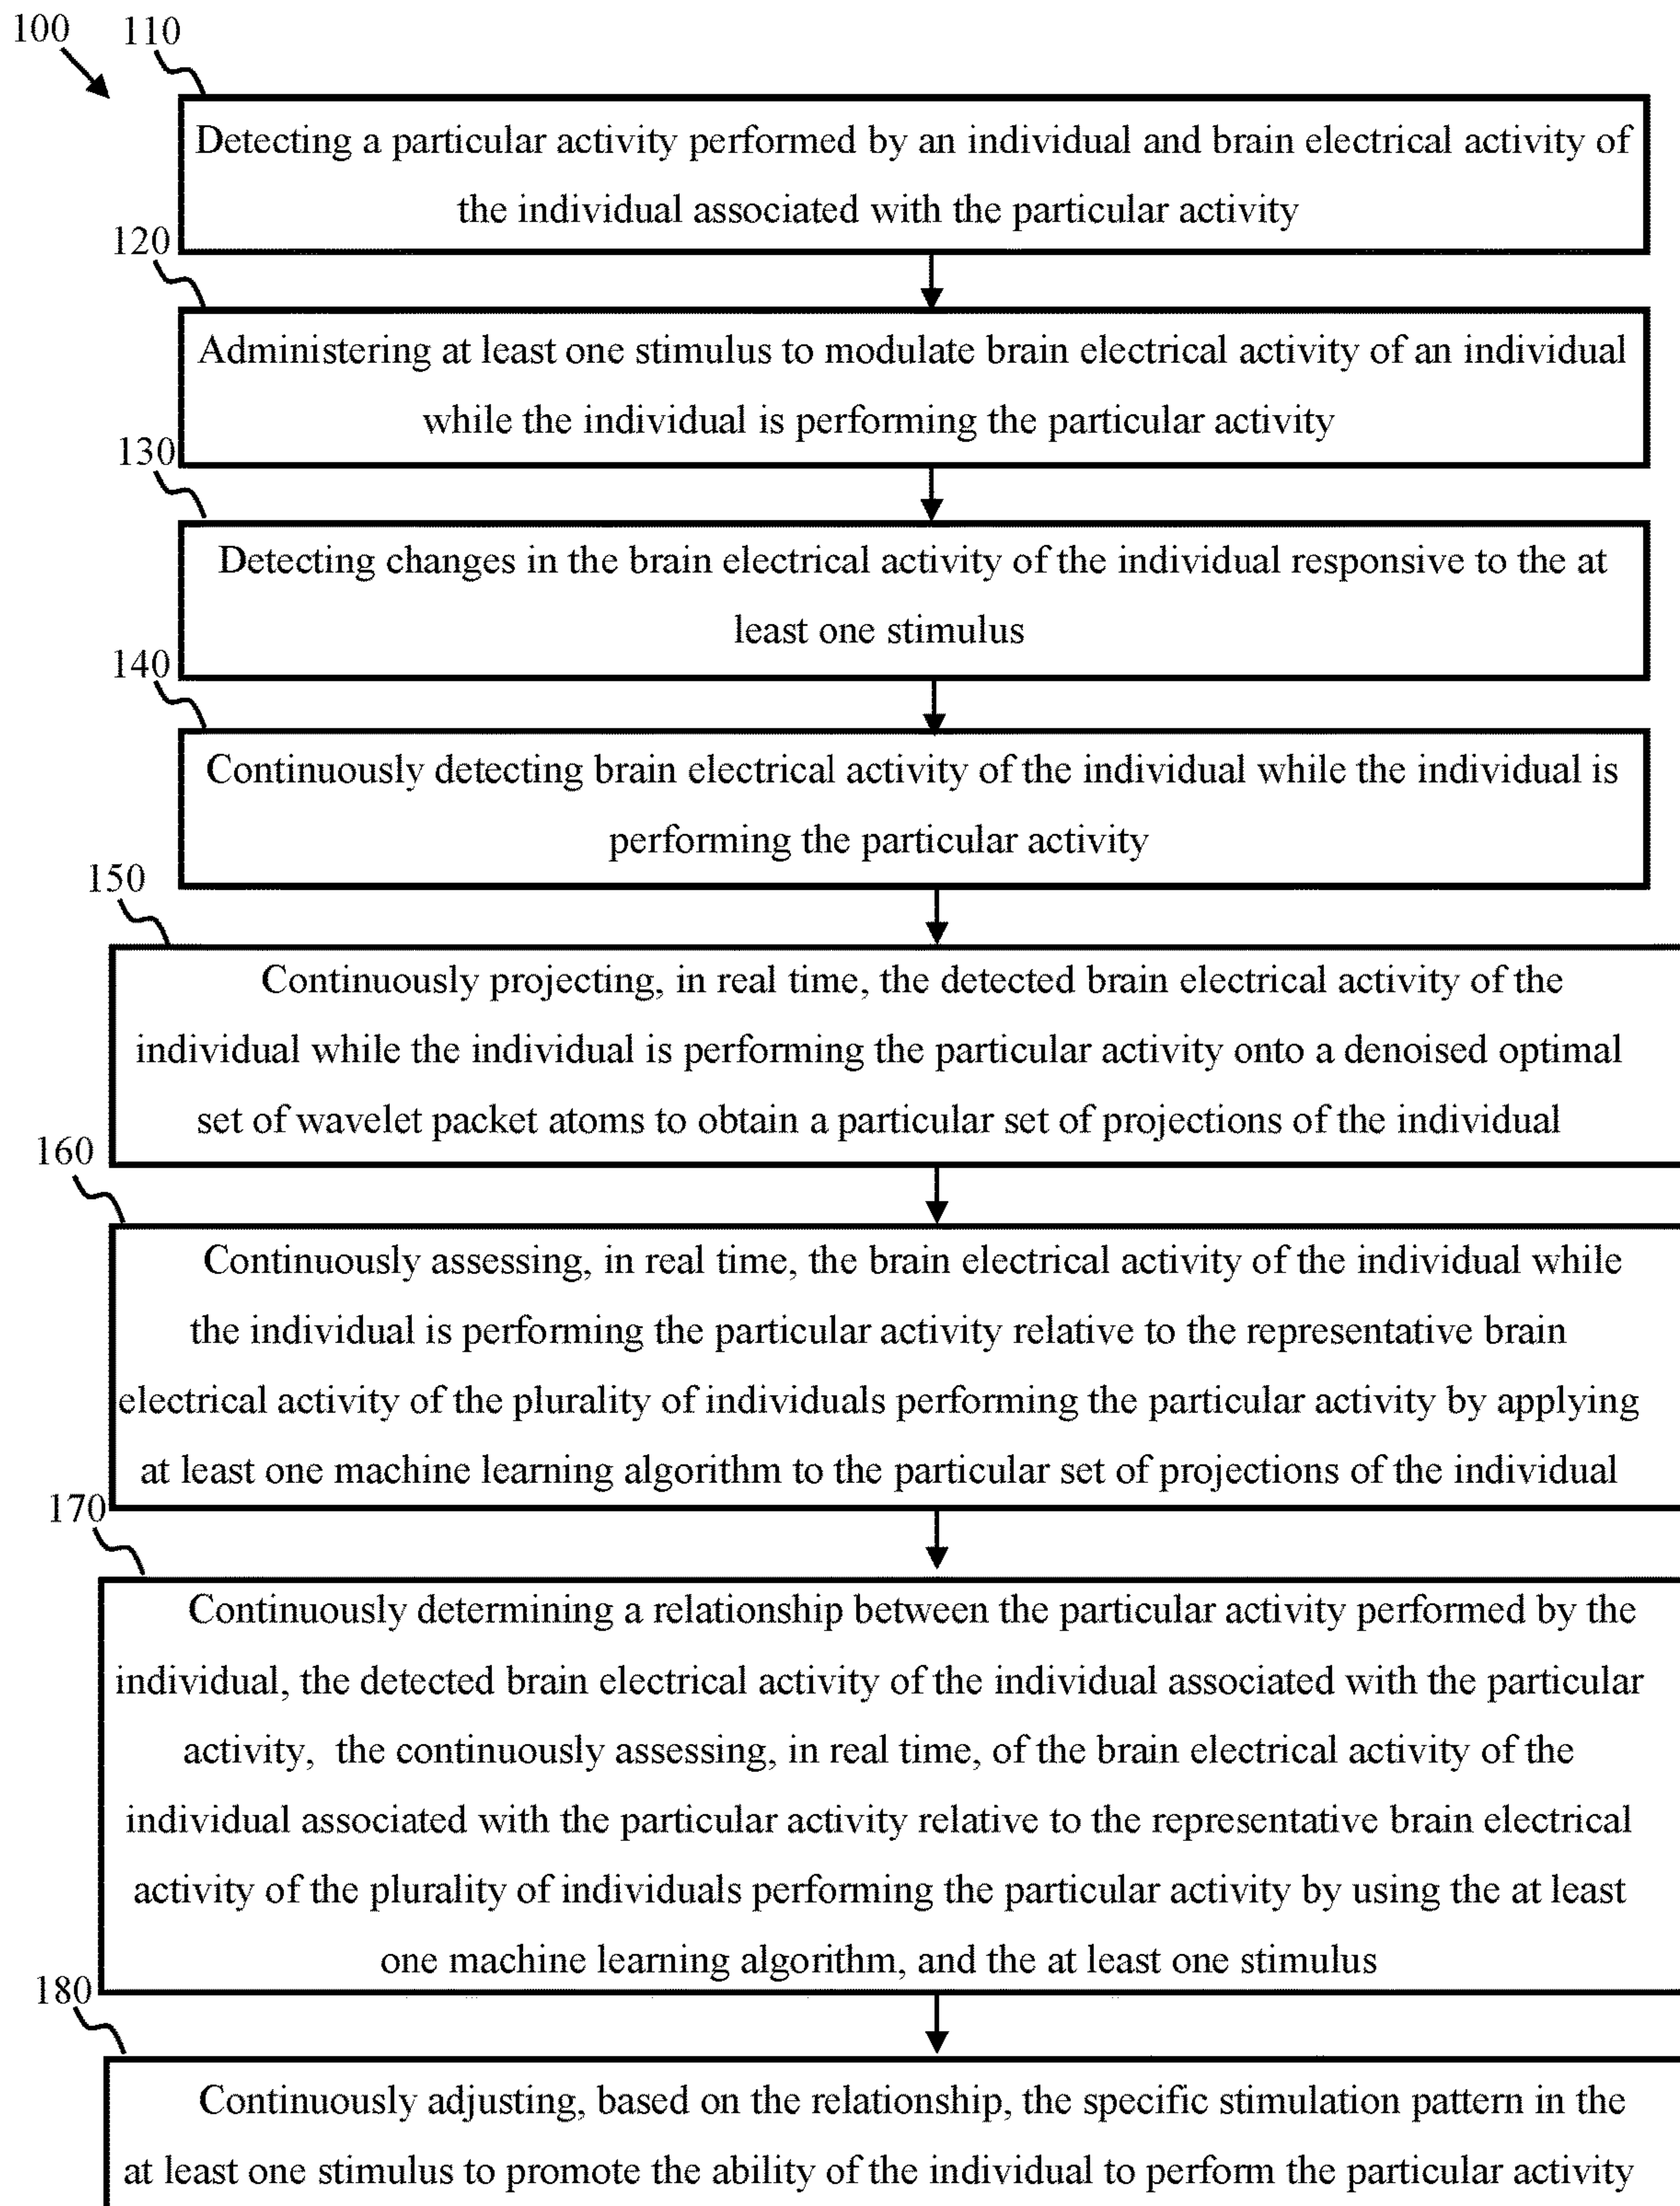 100
110
Detecting a particular activity performed by an individual and brain electrical activity of
the individual associated with the particular activity
120
Administering at least one stimulus to modulate brain electrical activity of an individual
while the individual is performing the particular activity
130
Detecting changes in the brain electrical activity of the individual responsive to the at
least one stimulus
140
Continuously detecting brain electrical activity of the individual while the individual is
performing the particular activity
150
Continuously projecting, in real time, the detected brain electrical activity of the
individual while the individual is performing the particular activity onto a denoised optimal
set of wavelet packet atoms to obtain a particular set of projections of the individual
160
Continuously assessing, in real time, the brain electrical activity of the individual while
the individual is performing the particular activity relative to the representative brain
electrical activity of the plurality of individuals performing the particular activity by applying
at least one machine learning algorithm to the particular set of projections of the individual
170
Continuously determining a relationship between the particular activity performed by the
individual, the detected brain electrical activity of the individual associated with the particular
activity, the continuously assessing, in real time, of the brain electrical activity of the
individual associated with the particular activity relative to the representative brain electrical
activity of the plurality of individuals performing the particular activity by using the at least
one machine learning algorithm, and the at least one stimulus
180
Continuously adjusting, based on the relationship, the specific stimulation pattern in the
at least one stimulus to promote the ability of the individual to perform the particular activity